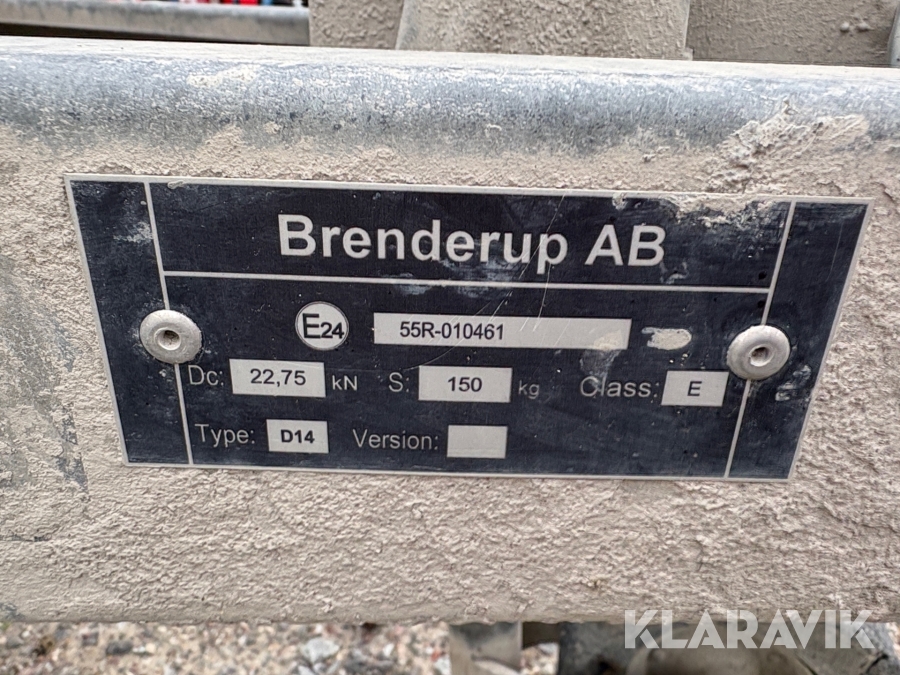 Brenderup AB
E24 55R-010461
Dc: 22,75 kN S: 150 kg Class: E
Type: D14 Version:
KLARAVIK